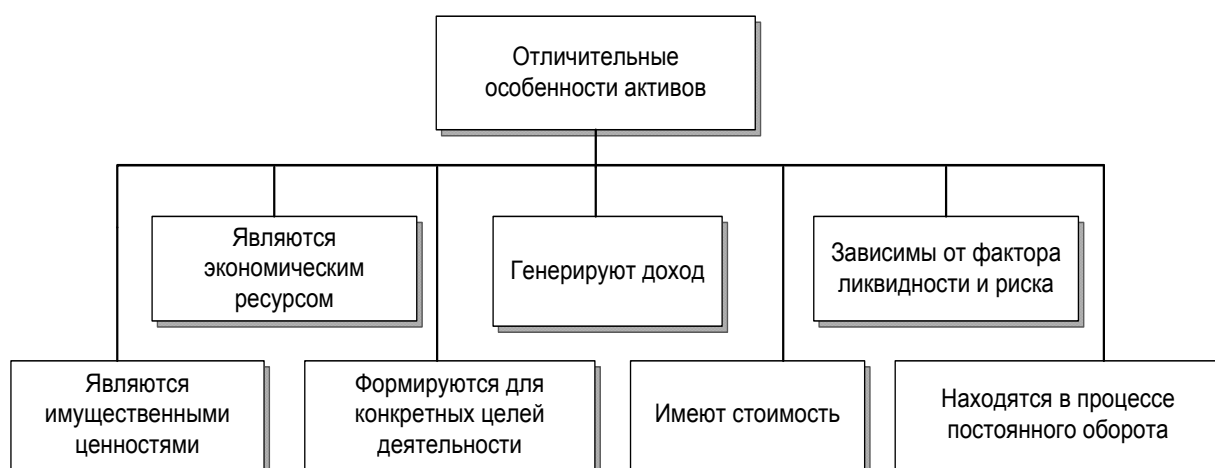 Отличительные
особенности активов
Являются
экономическим
ресурсом
Генерируют доход
Зависимы от фактора
ликвидности и риска
Являются
имущественными
ценностями
Формируются для
конкретных целей
деятельности
Имеют стоимость
Находятся в процессе
постоянного оборота